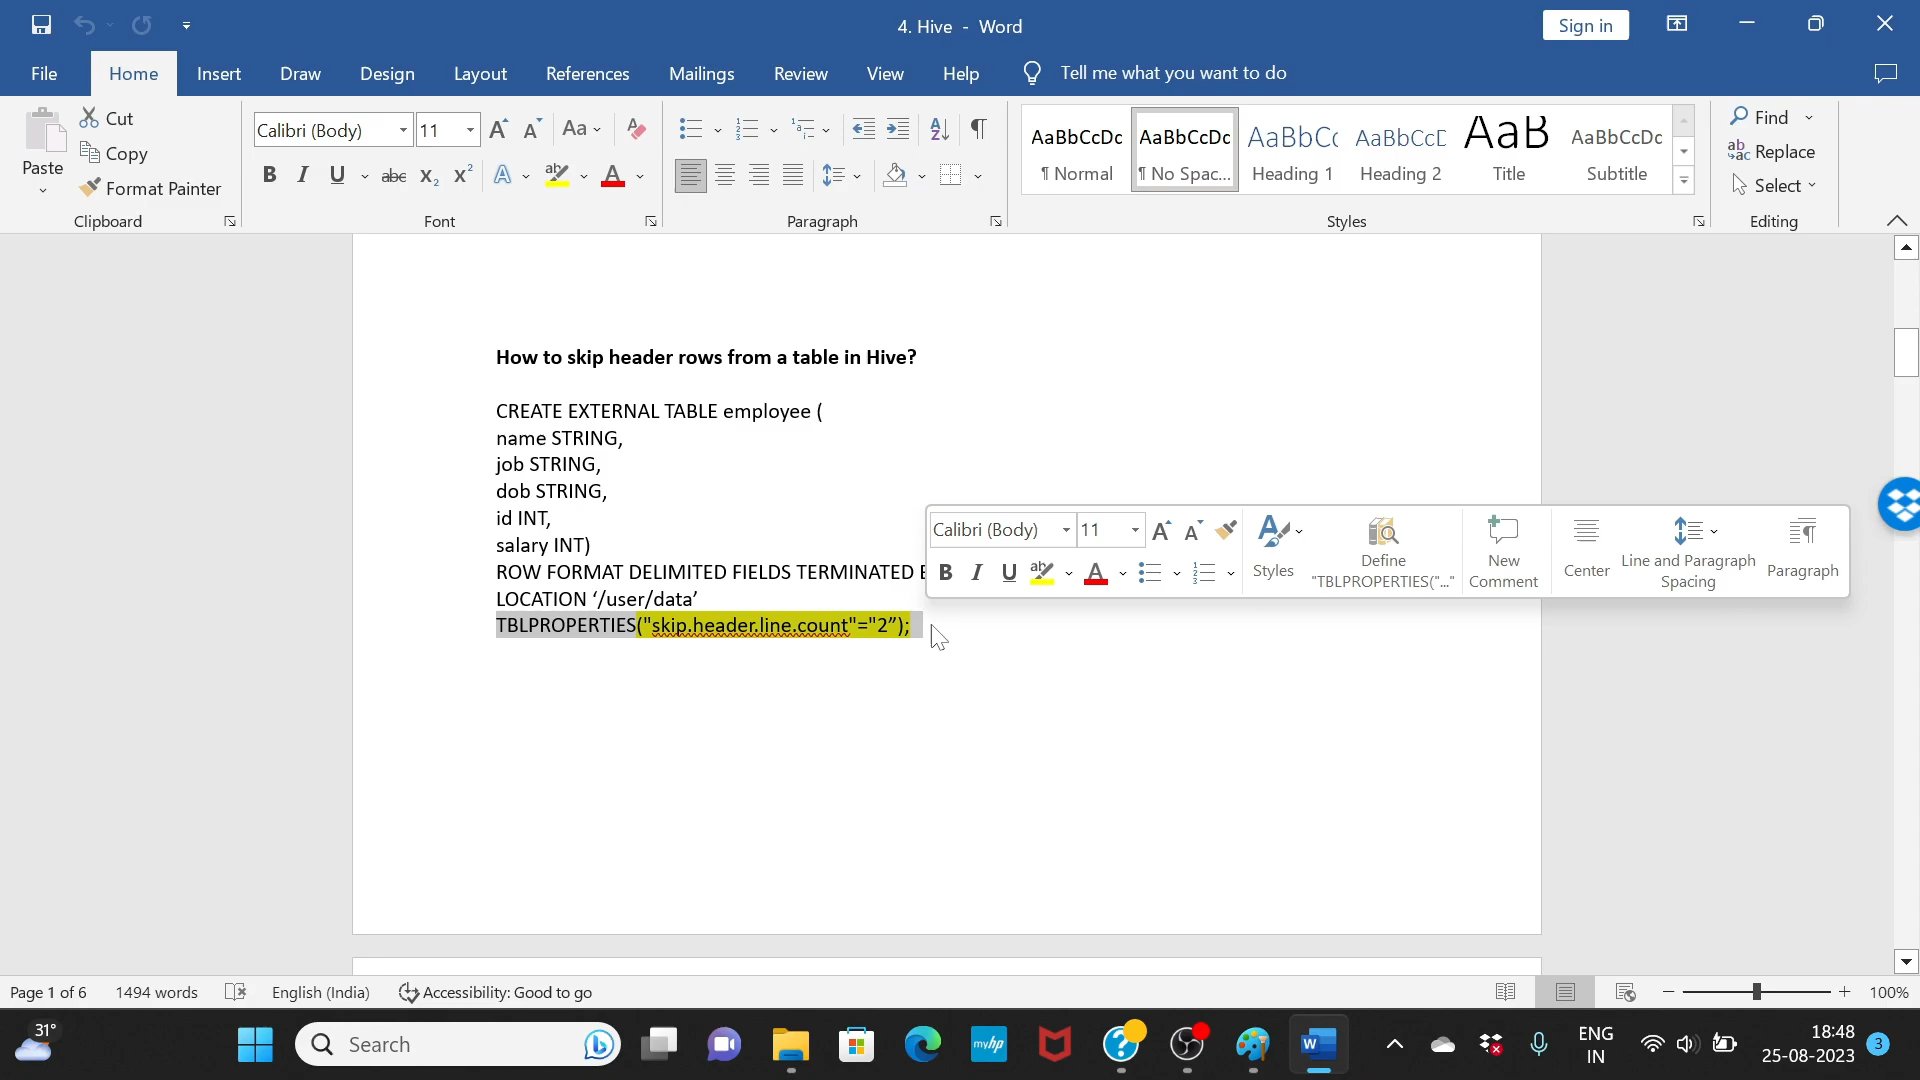 4. Hive - Word
Sign in
File Home Insert Draw Design Layout References Mailings Review View Help Tell me what you want to do
Paste
Cut
Copy
Format Painter
Clipboard
Calibri (Body) 11
Font
Paragraph
AaBbCcDc AaBbCcDc AaBbCc AaBbCcD AaB AaBbCcDc
¶ Normal ¶ No Spac... Heading 1 Heading 2 Title Subtitle
Styles
Find
Replace
Select
Editing
How to skip header rows from a table in Hive?
CREATE EXTERNAL TABLE employee (
name STRING,
job STRING,
dob STRING,
id INT,
salary INT)
ROW FORMAT DELIMITED FIELDS TERMINATED
LOCATION ‘/user/data’
TBLPROPERTIES("skip.header.line.count"="2”);
Calibri (Body) 11
Styles
Define
"TBLPROPERTIES("..."
New
Comment
Center
Line and Paragraph
Spacing
Paragraph
Page 1 of 6 1494 words English (India) Accessibility: Good to go 100%
31°
Search
myhp
ENG
IN
18:48
25-08-2023
3